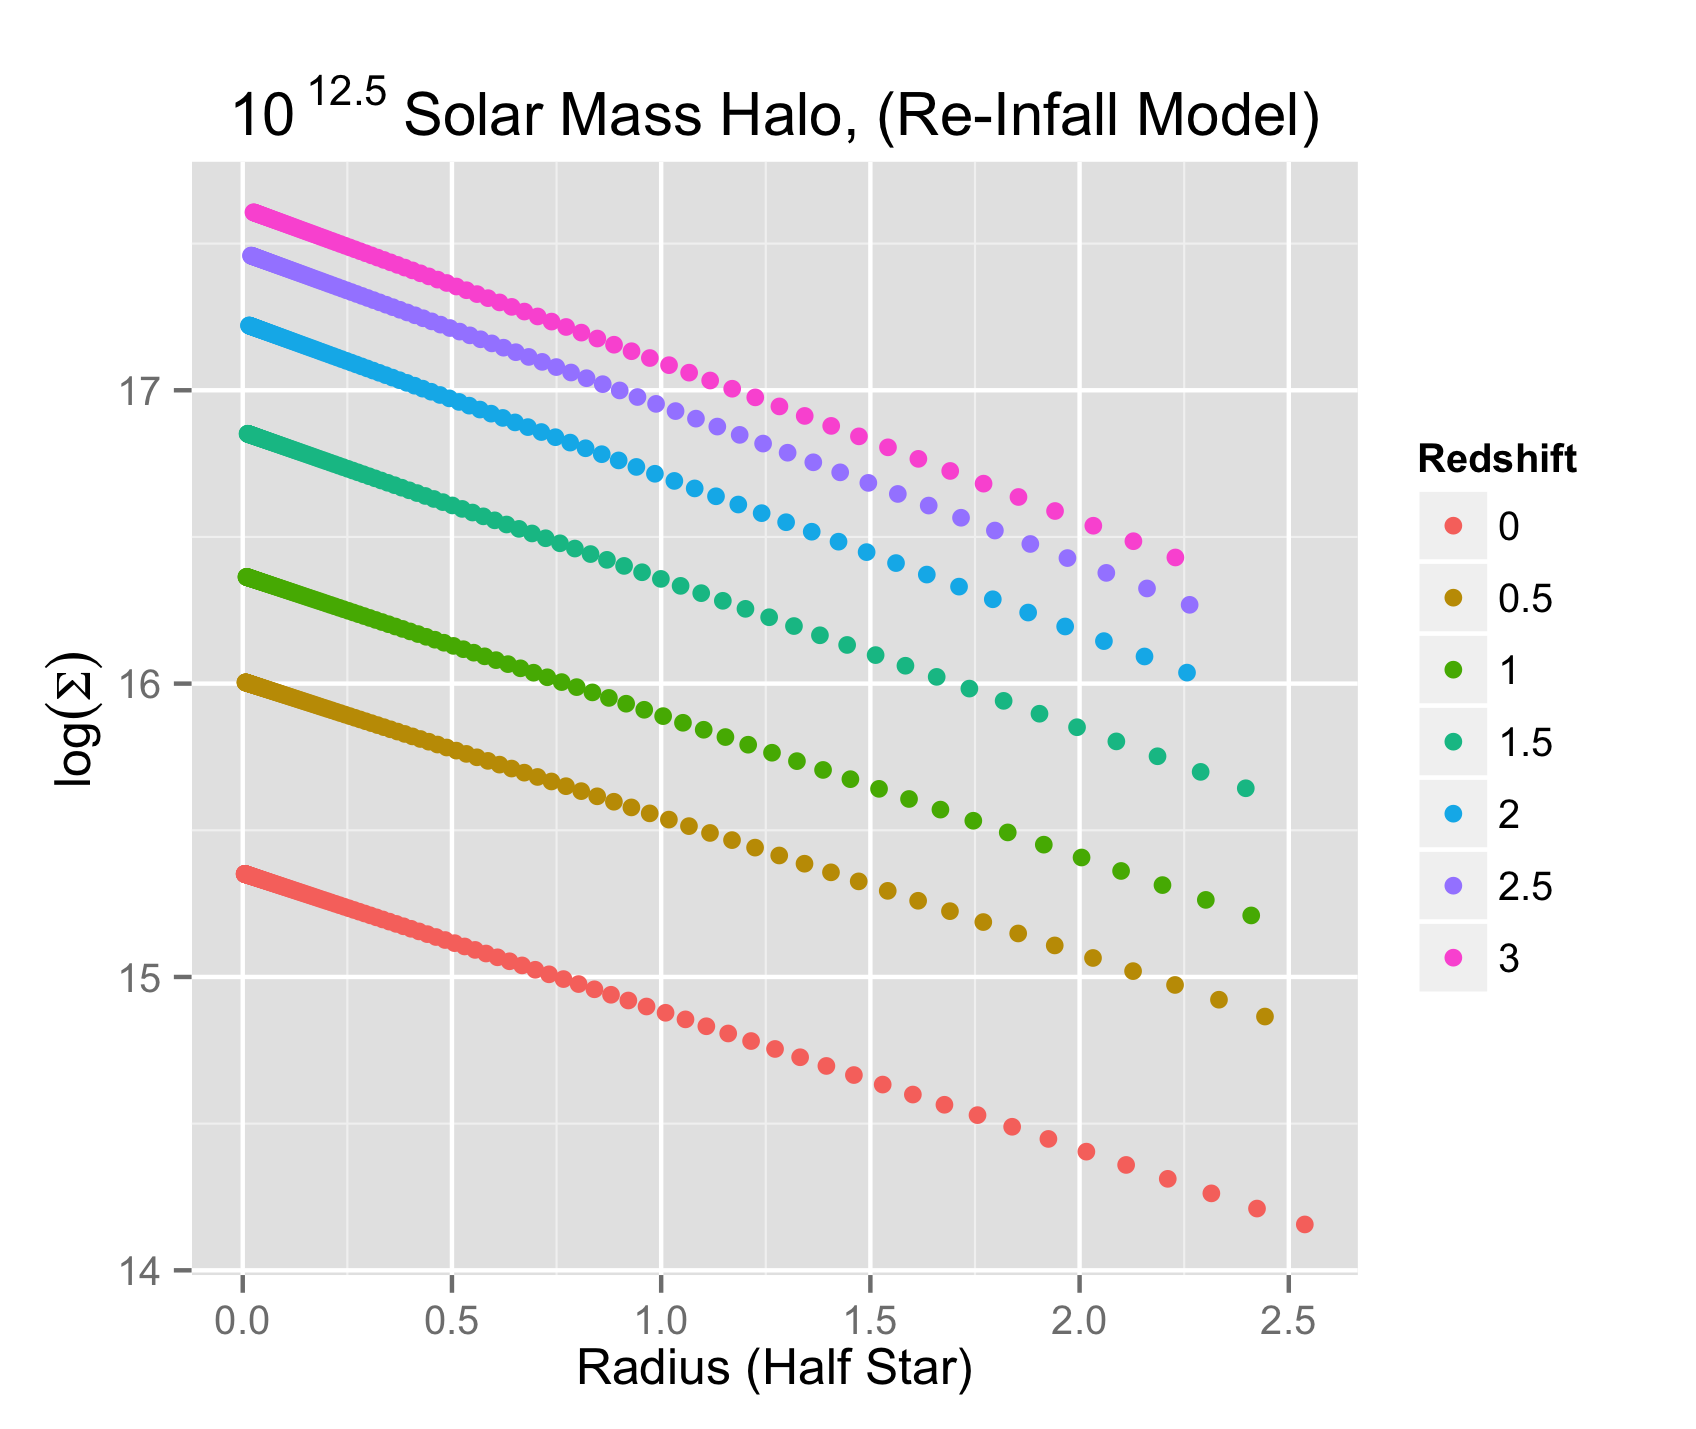 10 12.5 Solar Mass Halo, (Re-Infall Model)
log(Σ)
17
16
15
14
0.0 0.5 1.0 1.5 2.0 2.5
Radius (Half Star)
Redshift
0
0.5
1
1.5
2
2.5
3